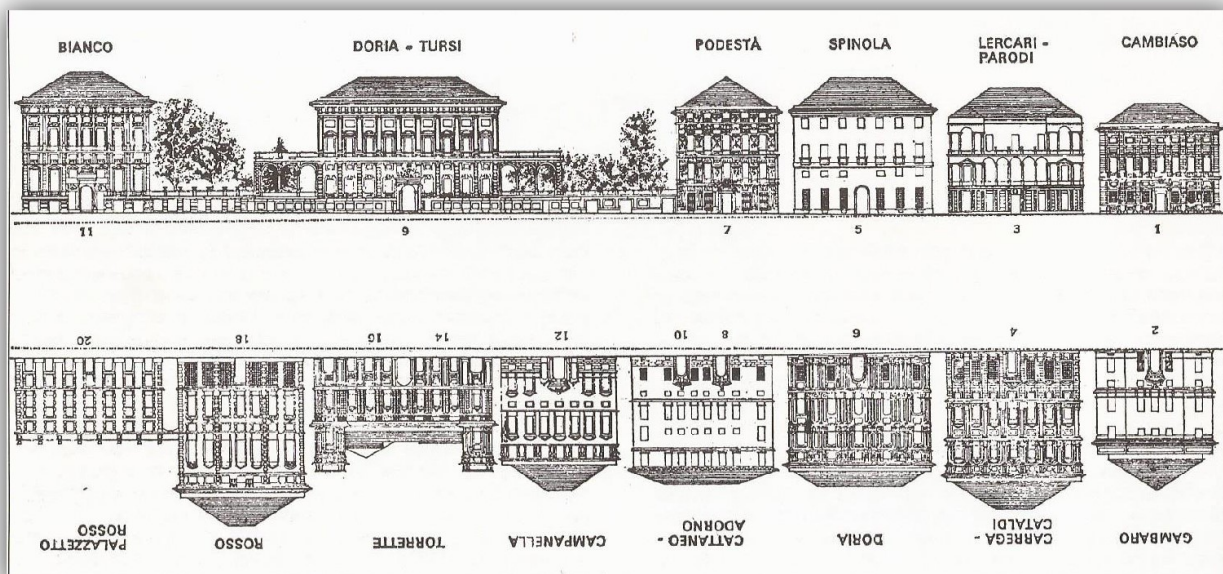 BIANCO
DORIA - TURSI
PODESTÀ
SPINOLA
LERCARI -
PARODI
CAMBIASO
11
9
7
5
3
1
20
18
16
14
12
10
8
6
4
2
PALAZZETTO
ROSSO
ROSSO
TORRETTE
CAMPANELLA
CATTANEO -
ADORNO
DORIA
CARREGA -
CATALDI
GAMBARO